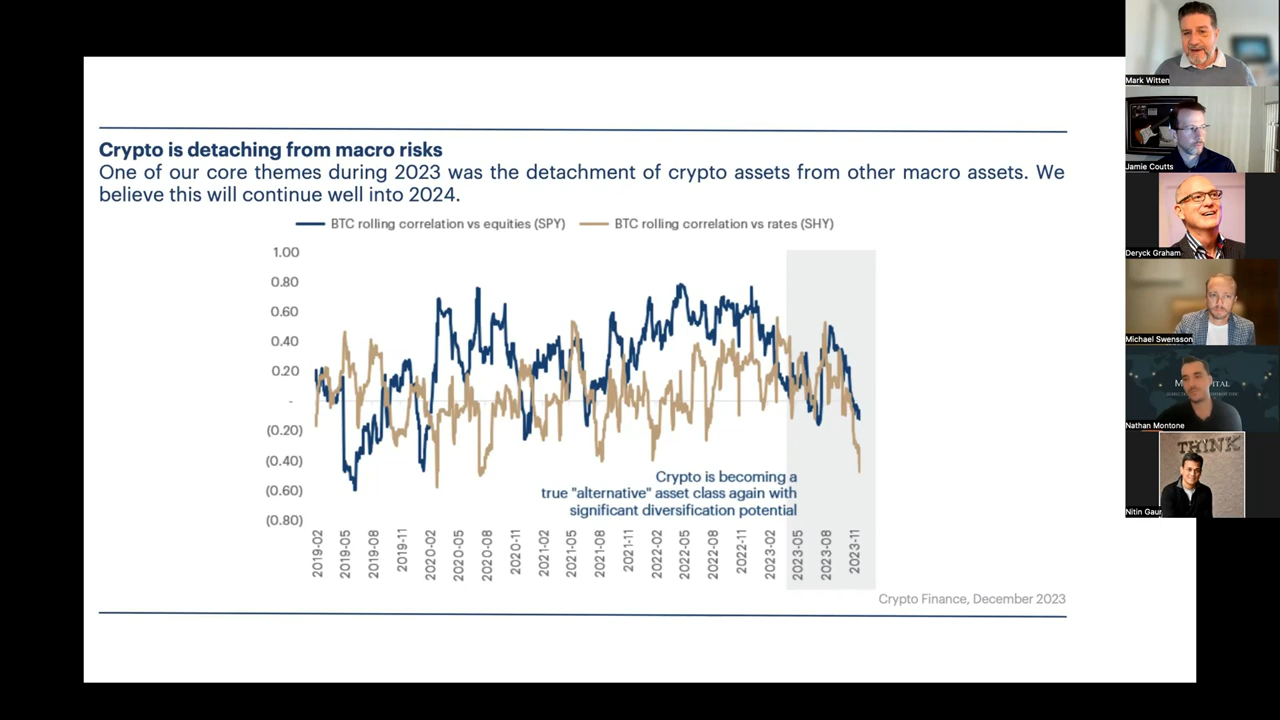 Crypto is detaching from macro risks
One of our core themes during 2023 was the detachment of crypto assets from other macro assets. We
believe this will continue well into 2024.
BTC rolling correlation vs equities (SPY)
BTC rolling correlation vs rates (SHY)
1.00
0.80
0.60
0.40
0.20
-
(0.20)
(0.40)
(0.60)
(0.80)
Crypto is becoming a
true "alternative" asset class again with
significant diversification potential
2019-02
2019-05
2019-08
2019-11
2020-02
2020-05
2020-08
2020-11
2021-02
2021-05
2021-08
2021-11
2022-02
2022-05
2022-08
2022-11
2023-02
2023-05
2023-08
2023-11
Crypto Finance, December 2023
Mark Witten
Jamie Coutts
Deryck Graham
Michael Swensson
Nathan Montone
THINK
Nitin Gaur